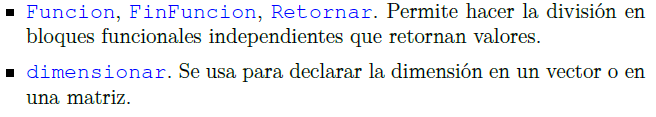 ▪ Funcion, FinFuncion, Retornar. Permite hacer la división en
bloques funcionales independientes que retornan valores.
▪ dimensionar. Se usa para declarar la dimensión en un vector o en
una matriz.